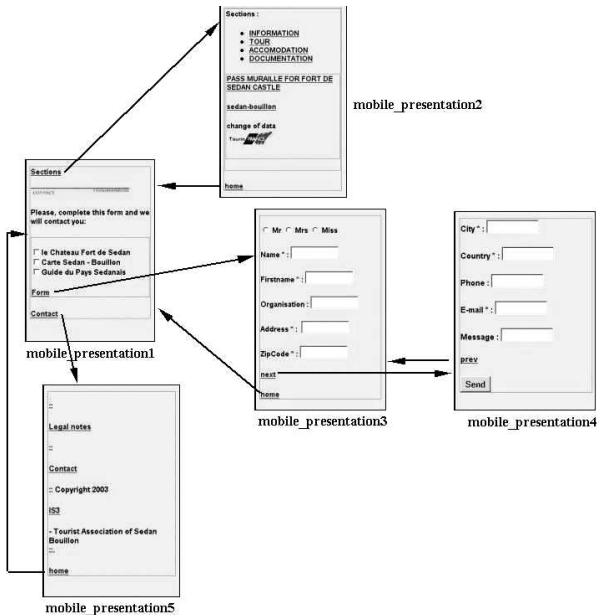 Sections :
INFORMATION
TOUR
ACCOMODATION
DOCUMENTATION
PASS MURAILLE FOR FORT DE
SEDAN CASTLE
sedan-bouillon
change of data
home
mobile_presentation2
Sections
Please, complete this form and we
will contact you:
le Chateau Fort de Sedan
Carte Sedan - Bouillon
Guide du Pays Sedanais
Form
Contact
mobile_presentation1
Mr Mrs Miss
Name * :
Firstname * :
Organisation :
Address * :
ZipCode * :
next
home
mobile_presentation3
City * :
Country * :
Phone :
E-mail * :
Message :
prev
Send
mobile_presentation4
::
Legal notes
::
Contact
:: Copyright 2003
IS3
- Tourist Association of Sedan
Bouillon
::
home
mobile_presentation5